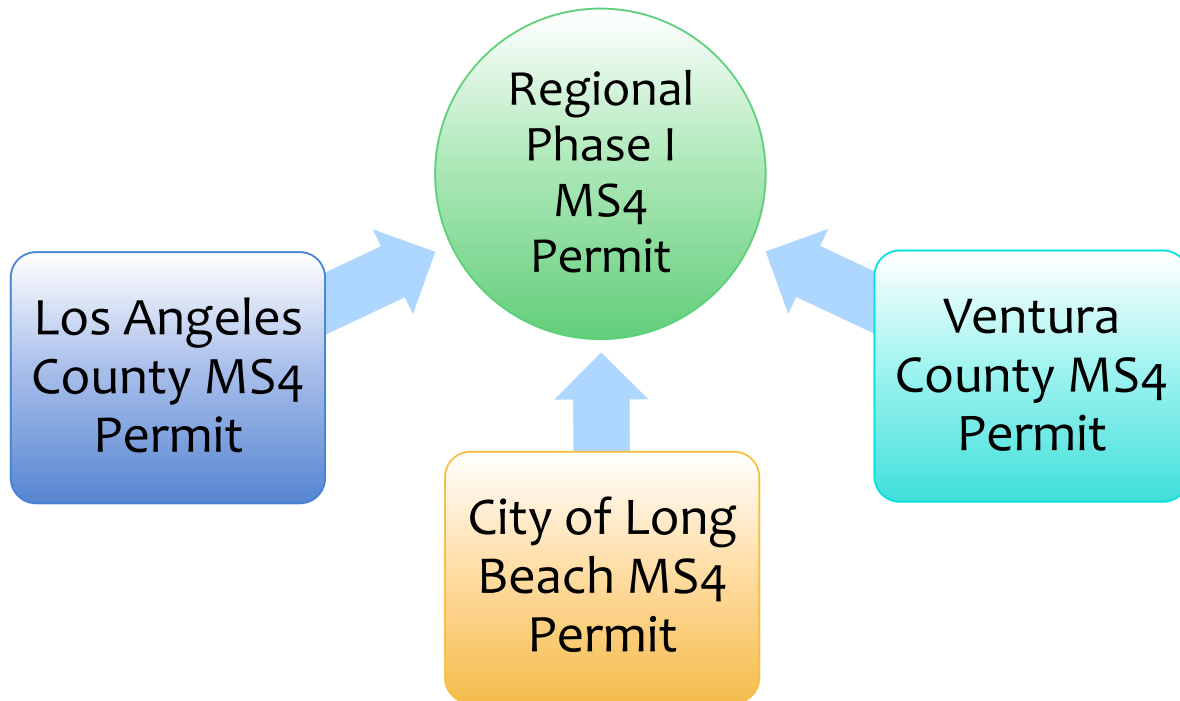 Regional
Phase I
MS4
Permit
Los Angeles
County MS4
Permit
City of Long
Beach MS4
Permit
Ventura
County MS4
Permit